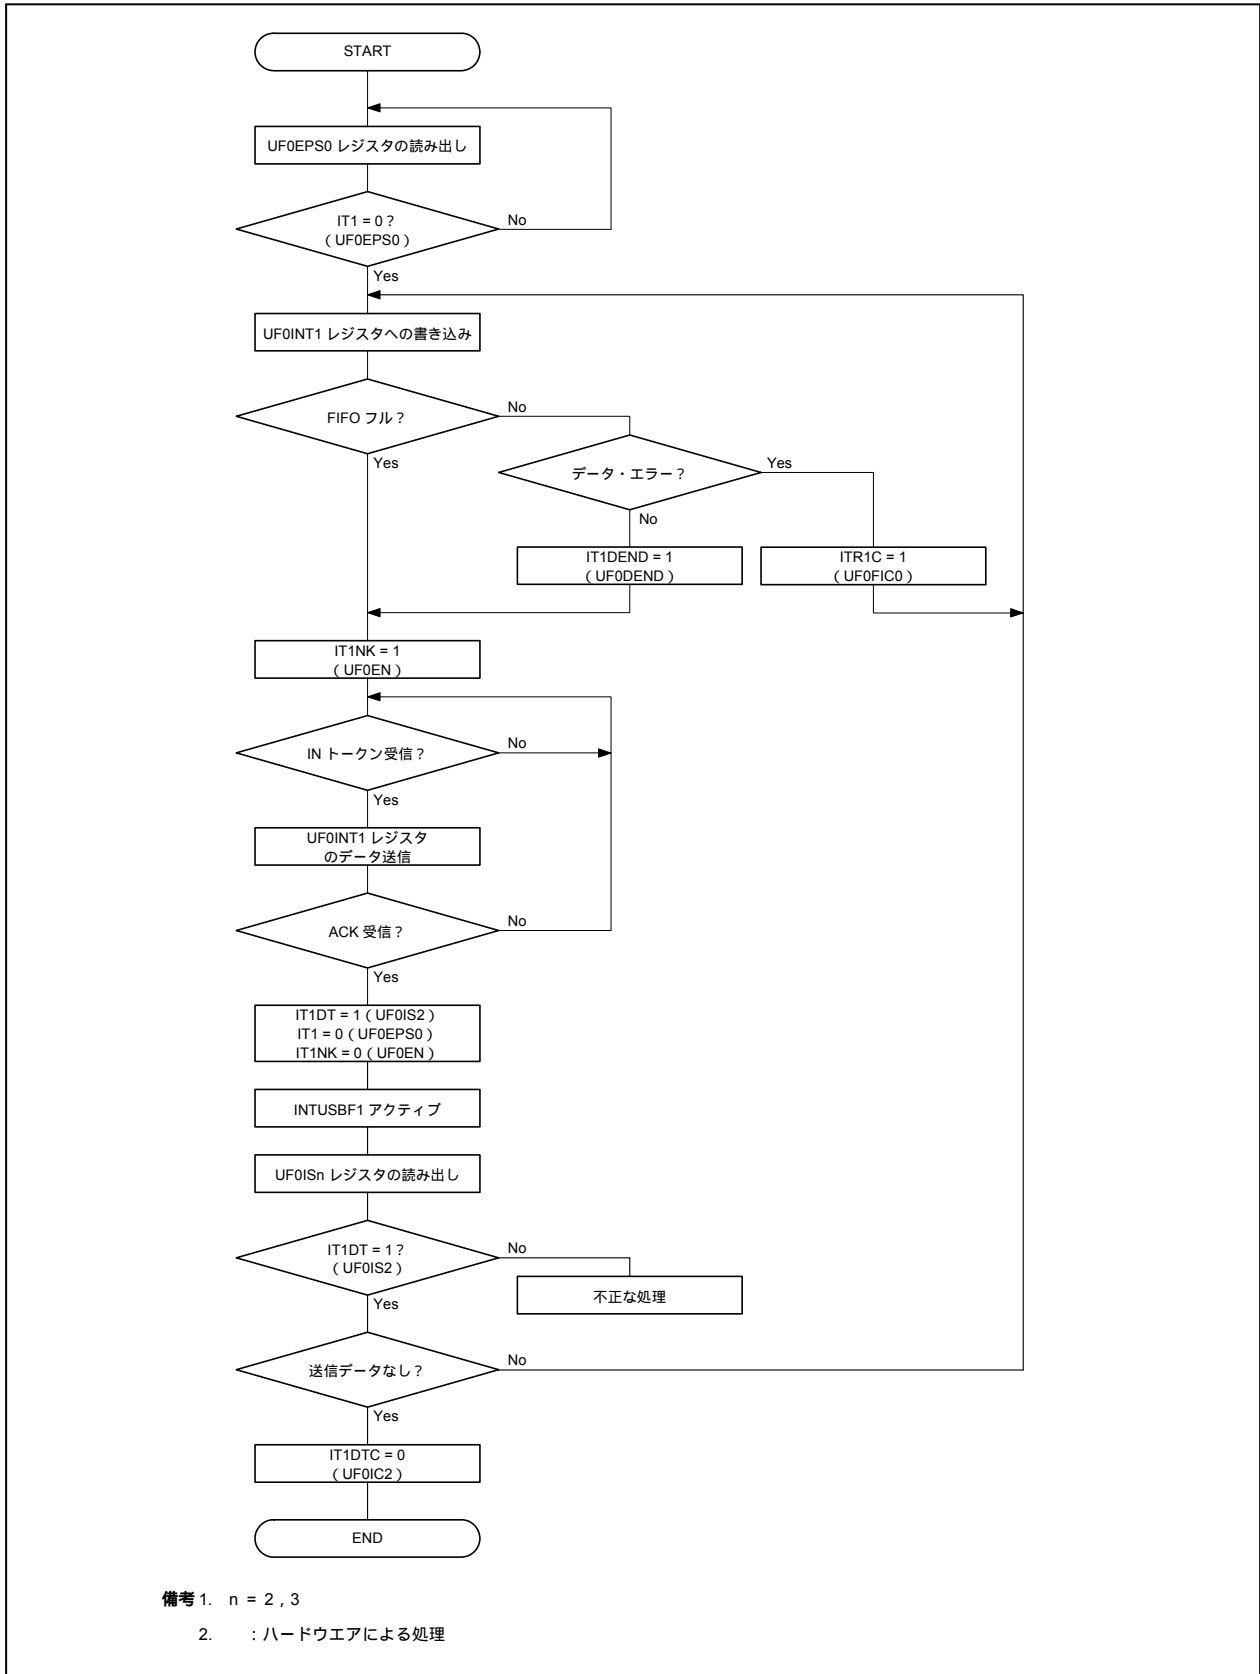 START
UF0EPS0 レジスタの読み出し
IT1 = 0 ?
( UF0EPS0 )
No
Yes
UF0INT1 レジスタへの書き込み
FIFO フル ?
No
Yes
データ・エラー ?
Yes
No
IT1DEND = 1
( UF0DEND )
ITR1C = 1
( UF0FIC0 )
IT1NK = 1
( UF0EN )
IN トークン受信 ?
No
Yes
UF0INT1 レジスタ
のデータ送信
ACK 受信 ?
No
Yes
IT1DT = 1 ( UF0IS2 )
IT1 = 0 ( UF0EPS0 )
IT1NK = 0 ( UF0EN )
INTUSBF1 アクティブ
UF0ISn レジスタの読み出し
IT1DT = 1 ?
( UF0IS2 )
No
不正な処理
Yes
送信データなし ?
No
Yes
IT1DTC = 0
( UF0IC2 )
END
備考 1. n = 2 , 3
2. : ハードウエアによる処理